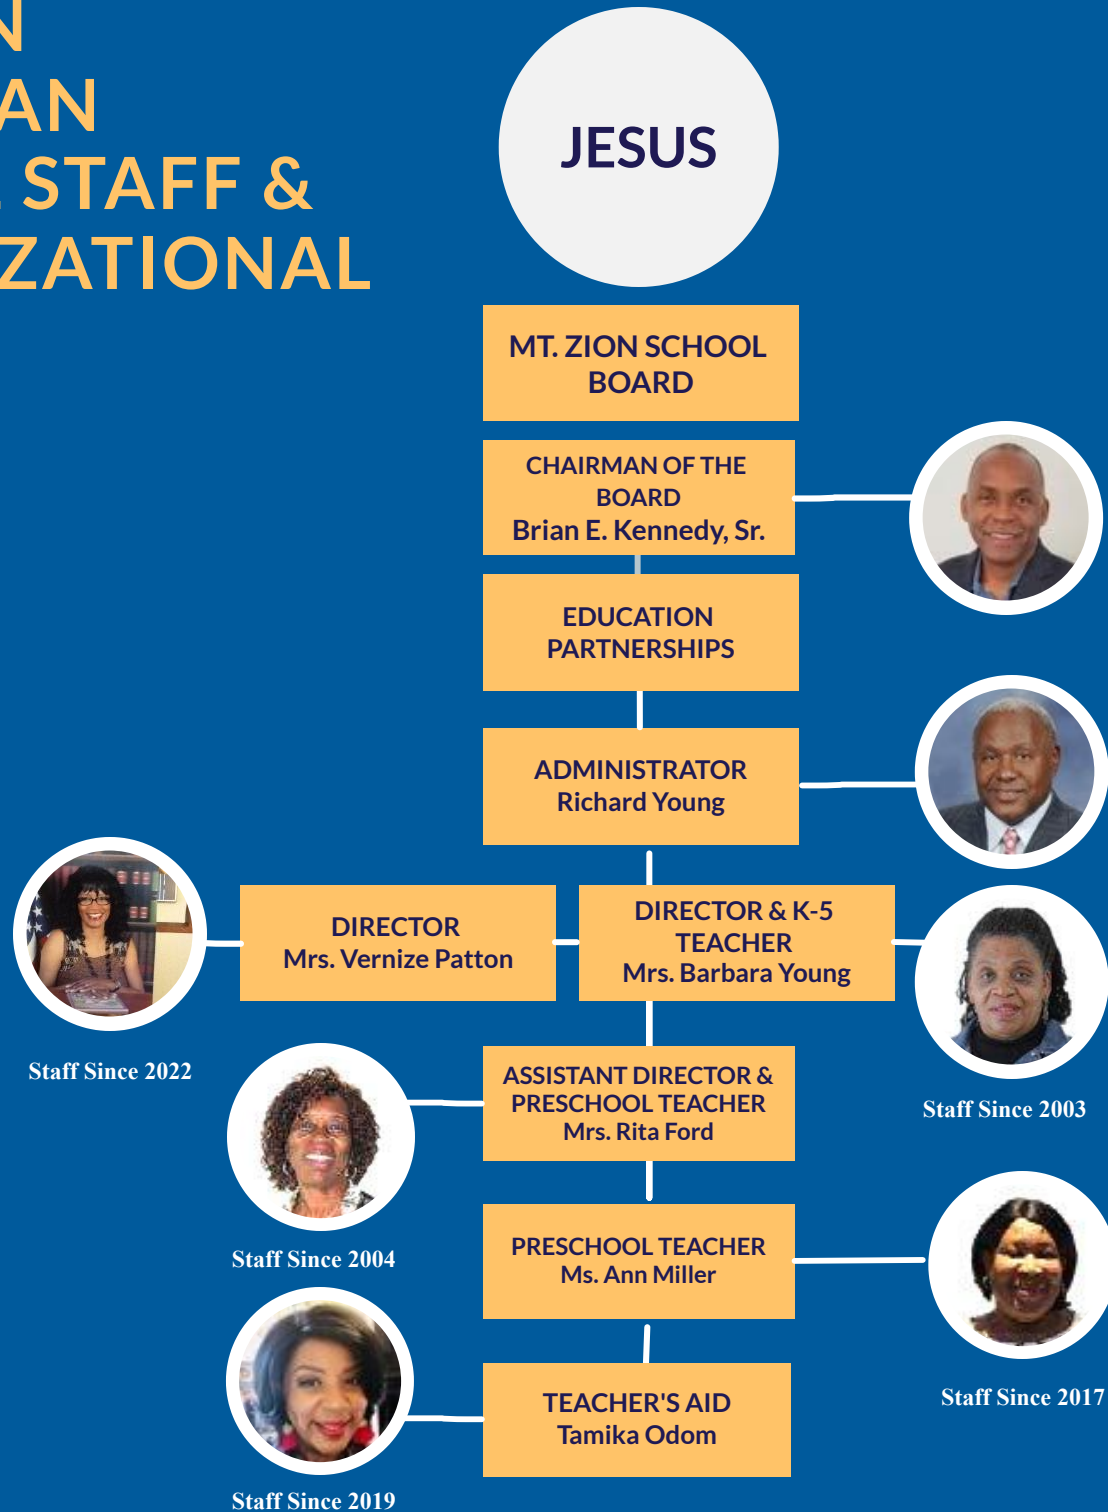 N
AN
STAFF &
ZATIONAL
JESUS
MT. ZION SCHOOL
BOARD
CHAIRMAN OF THE
BOARD
Brian E. Kennedy, Sr.
EDUCATION
PARTNERSHIPS
ADMINISTRATOR
Richard Young
DIRECTOR
Mrs. Vernize Patton
DIRECTOR & K-5
TEACHER
Mrs. Barbara Young
Staff Since 2022
Staff Since 2003
ASSISTANT DIRECTOR &
PRESCHOOL TEACHER
Mrs. Rita Ford
Staff Since 2004
PRESCHOOL TEACHER
Ms. Ann Miller
Staff Since 2017
TEACHER'S AID
Tamika Odom
Staff Since 2019